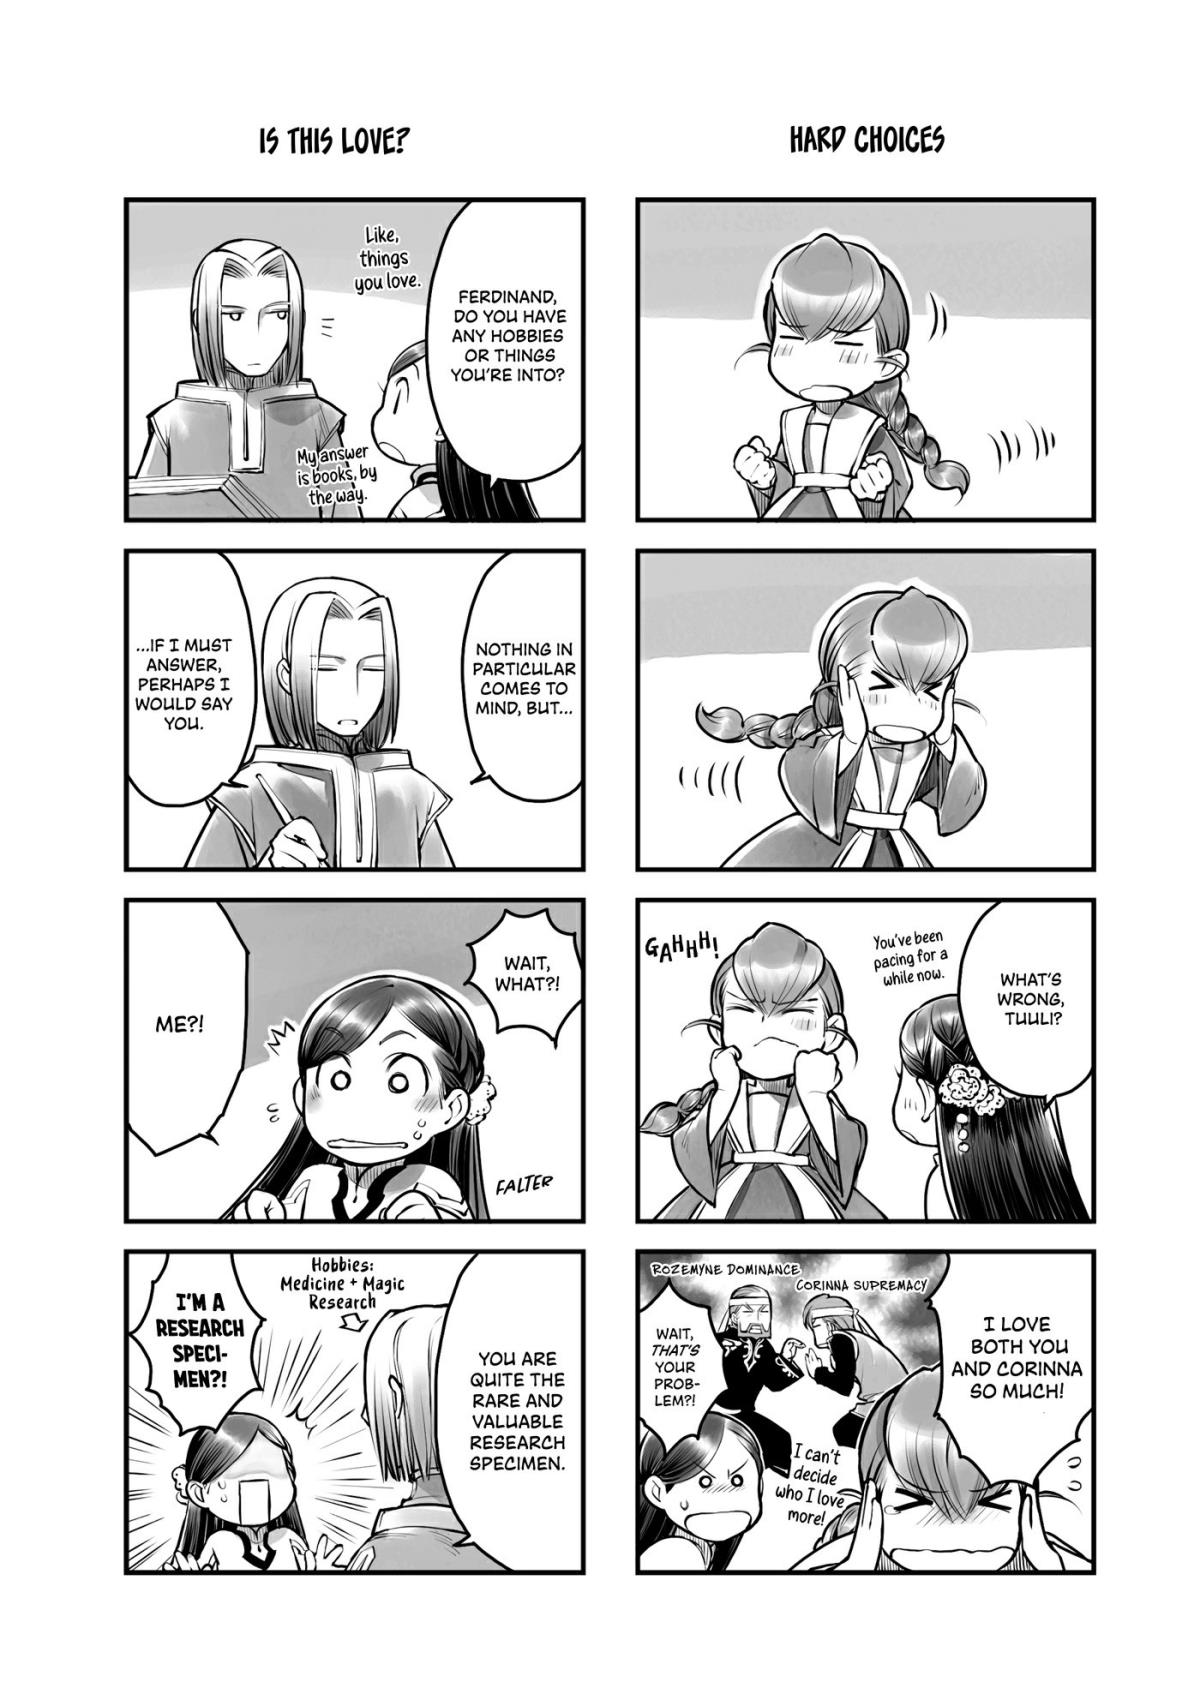 HARD CHOICES
GAHHH!
You've been
pacing for a
while now.
WHAT'S
WRONG,
TUULI?
I LOVE
BOTH YOU
AND CORINNA
SO MUCH!
CORINNA SUPREMACY
ROZEMYNE DOMINANCE
I can't
decide
who I love
more!
WAIT,
THAT'S
YOUR
PROB-
LEM?!
IS THIS LOVE?
FERDINAND,
DO YOU HAVE
ANY HOBBIES
OR THINGS
YOU'RE INTO?
Like,
things
you love.
My answer
is books, by
the way.
NOTHING IN
PARTICULAR
COMES TO
MIND, BUT...
...IF I MUST
ANSWER,
PERHAPS I
WOULD SAY
YOU.
WAIT,
WHAT?!
ME?!
FALTER
YOU ARE
QUITE THE
RARE AND
VALUABLE
RESEARCH
SPECIMEN.
Hobbies:
Medicine + Magic
Research
I'M A
RESEARCH
SPECI-
MEN?!